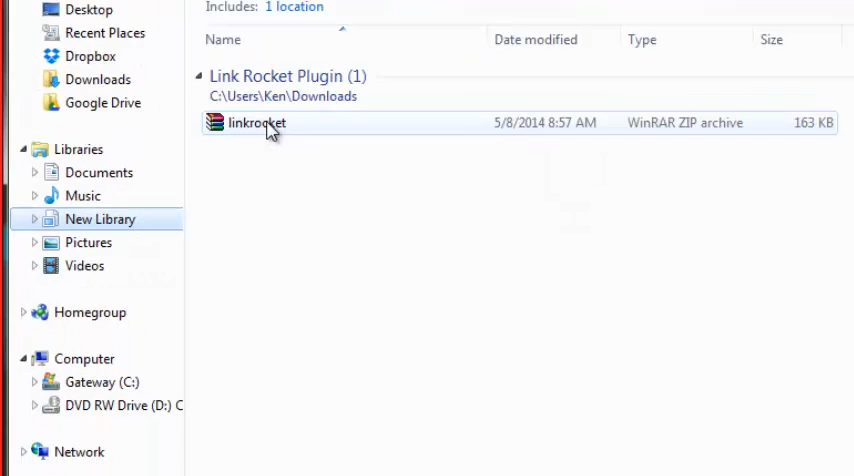 Includes: 1 location
Desktop
Recent Places
Dropbox
Downloads
Google Drive
Libraries
Documents
Music
New Library
Pictures
Videos
Homegroup
Computer
Gateway (C:)
DVD RW Drive (D:) C
Network
Name Date modified Type Size
Link Rocket Plugin (1)
C:\Users\Ken\Downloads
linkrocket 5/8/2014 8:57 AM WinRAR ZIP archive 163 KB